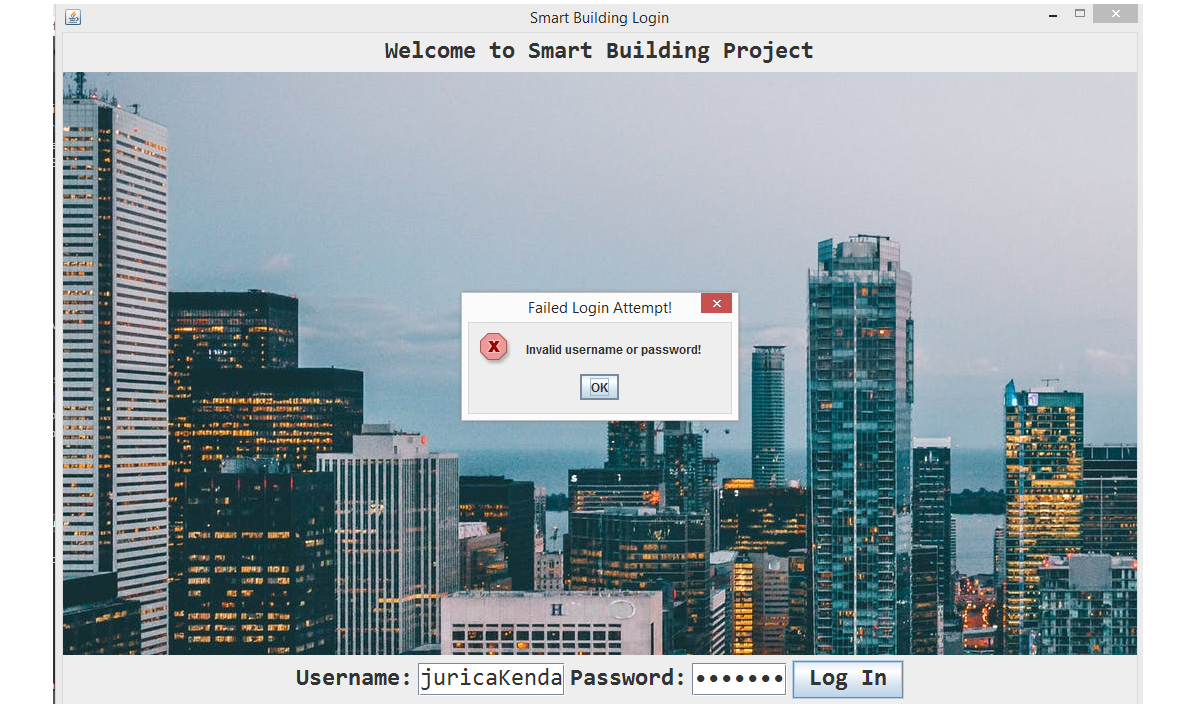 Smart Building Login
Welcome to Smart Building Project
Failed Login Attempt!
Invalid username or password!
OK
H
Username: juricaKenda Password: ••••••• Log In